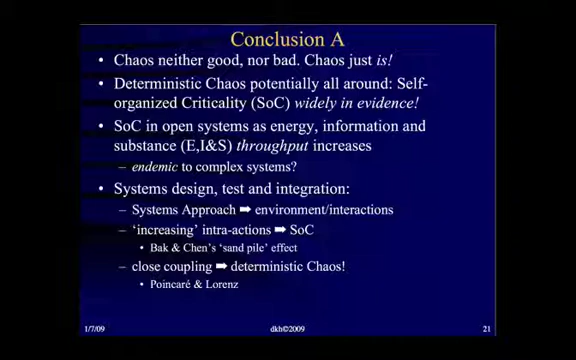 Conclusion A
• Chaos neither good, nor bad. Chaos just is!
• Deterministic Chaos potentially all around: Self-
organized Criticality (SoC) widely in evidence!
• SoC in open systems as energy, information and
substance (E,I&S) throughput increases
– endemic to complex systems?
• Systems design, test and integration:
– Systems Approach ➡ environment/interactions
– ‘increasing’ intra-actions ➡ SoC
• Bak & Chen's ‘sand pile’ effect
– close coupling ➡ deterministic Chaos!
• Poincaré & Lorenz
1/7/09 dkh©2009 21